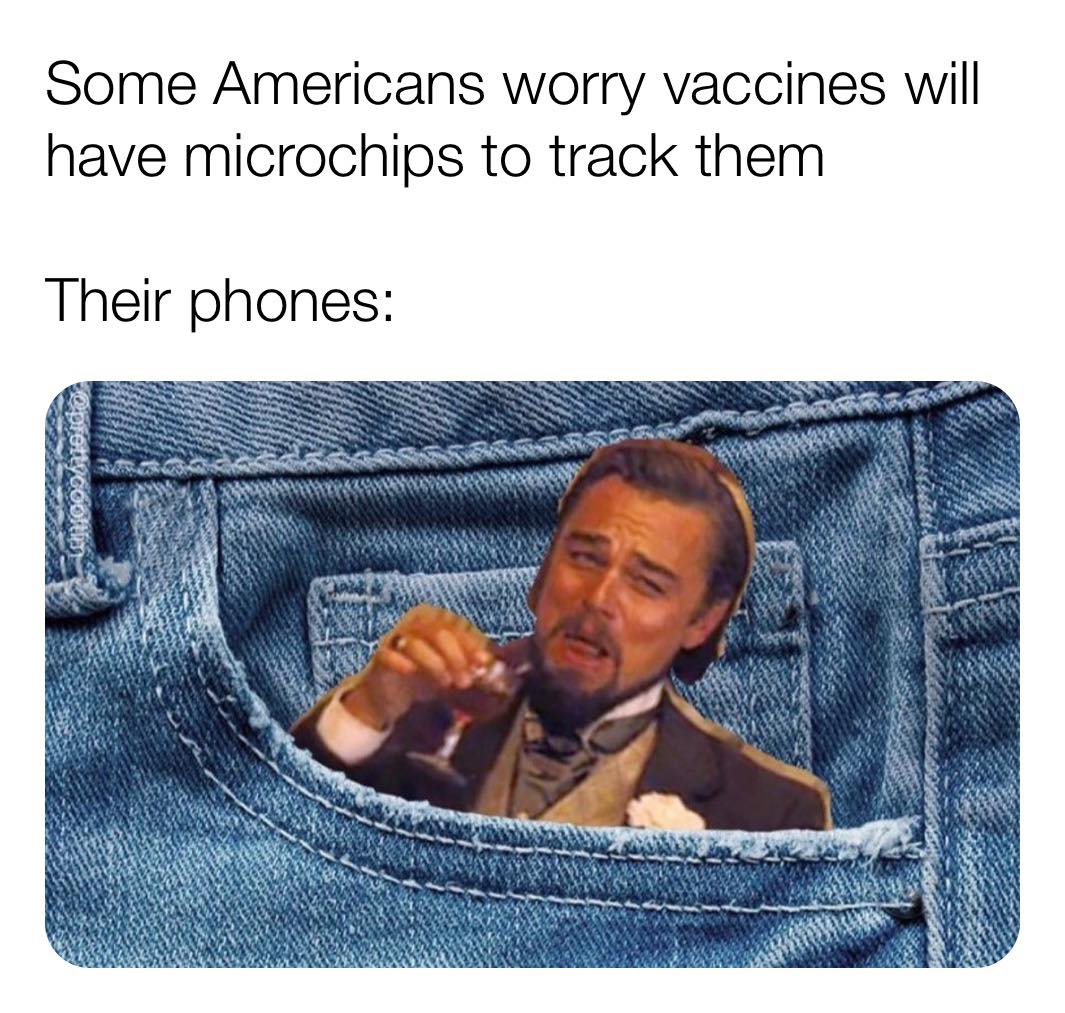 Some Americans worry vaccines will
have microchips to track them
Their phones: